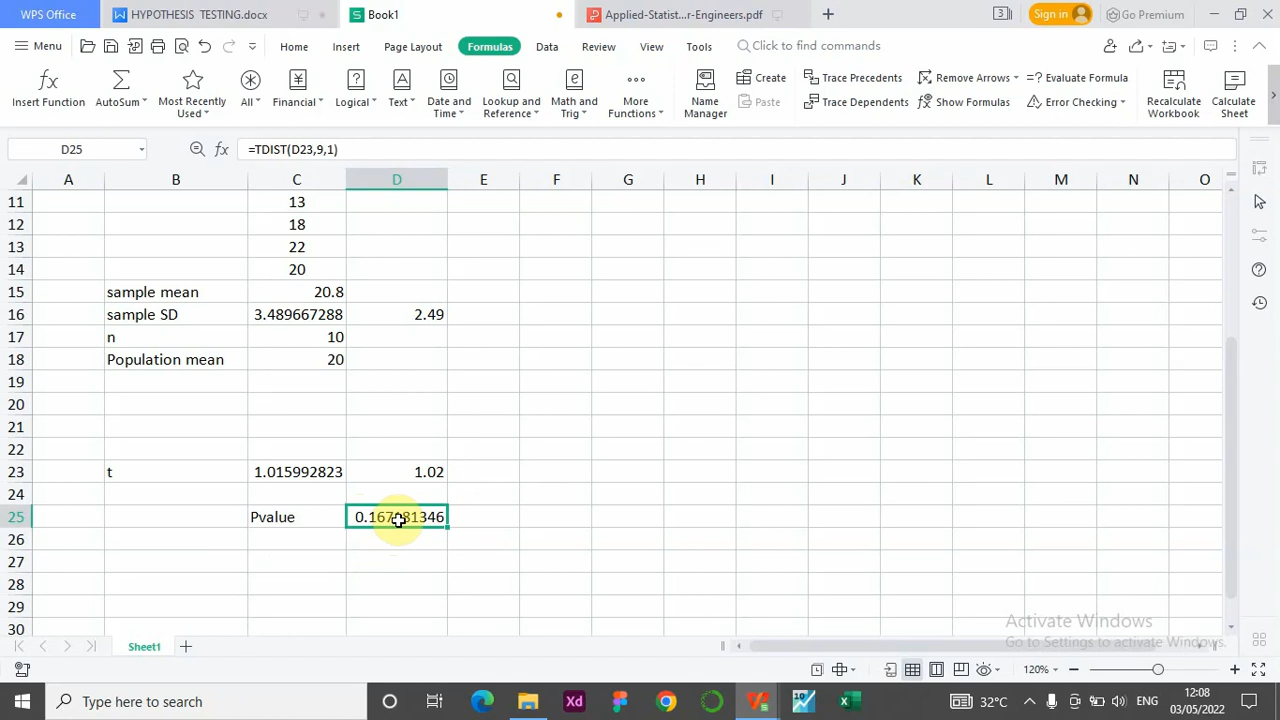 WPS Office
HYPOTHESIS TESTING.docx
Book1
Applied-Statist...r-Engineers.pdf
Sign in
Go Premium
Menu
Home
Insert
Page Layout
Formulas
Data
Review
View
Tools
Click to find commands
Insert Function
AutoSum
Most Recently Used
All
Financial
Logical
Text
Date and Time
Lookup and Reference
Math and Trig
More Functions
Name Manager
Create
Paste
Trace Precedents
Trace Dependents
Remove Arrows
Show Formulas
Evaluate Formula
Error Checking
Recalculate Workbook
Calculate Sheet
D25
=TDIST(D23,9,1)
A B C D E F G H I J K L M N O
11 13
12 18
13 22
14 20
15 sample mean 20.8
16 sample SD 3.489667288 2.49
17 n 10
18 Population mean 20
19
20
21
22
23 t 1.015992823 1.02
24
25 Pvalue
26
27
28
29
30
Activate Windows
Go to Settings to activate Windows.
Sheet1
120%
Type here to search
32°C
ENG
12:08
03/05/2022